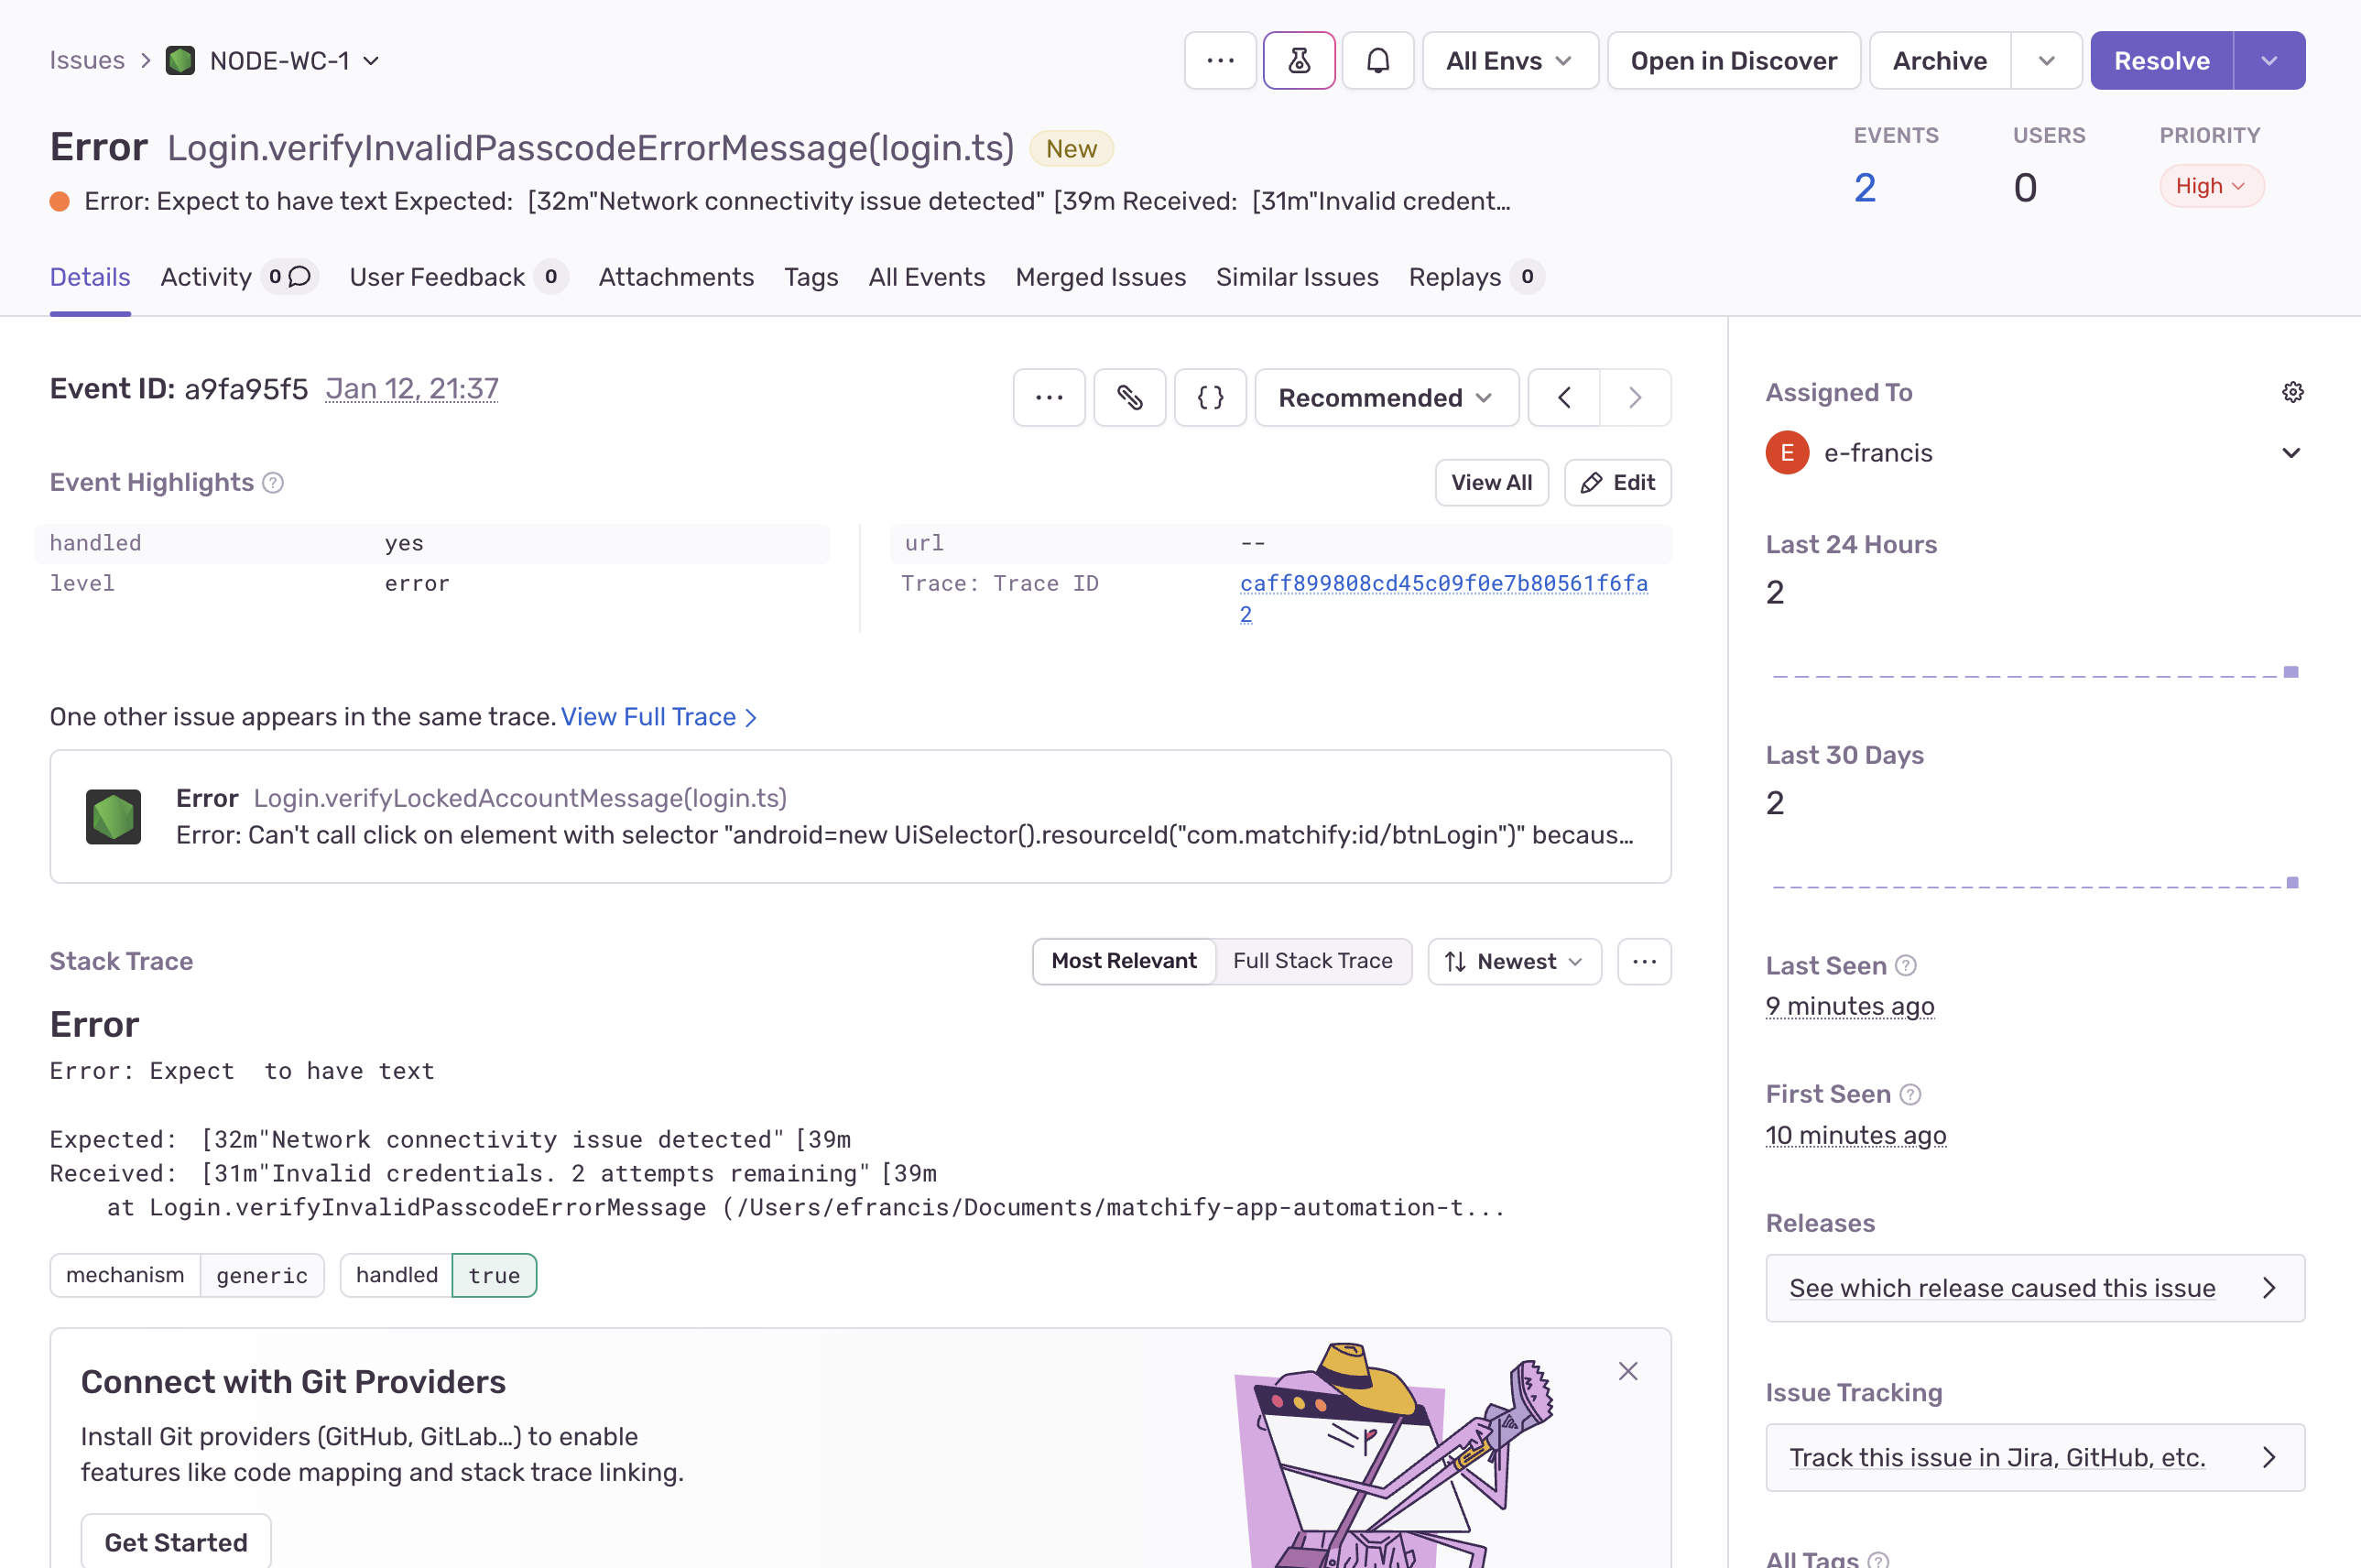 Issues > NODE-WC-1
All Envs
Open in Discover
Archive
Resolve
Error Login.verifyInvalidPasscodeErrorMessage(login.ts) New
Error: Expect to have text Expected: [32m"Network connectivity issue detected" [39m Received: [31m"Invalid credent...
EVENTS
2
USERS
0
PRIORITY
High
Details
Activity 0
User Feedback 0
Attachments
Tags
All Events
Merged Issues
Similar Issues
Replays 0
Event ID: a9fa95f5 Jan 12, 21:37
Recommended
Event Highlights ?
View All
Edit
handled yes
level error
url --
Trace: Trace ID caff899808cd45c09f0e7b80561f6fa
2
One other issue appears in the same trace. View Full Trace >
Error Login.verifyLockedAccountMessage(login.ts)
Error: Can't call click on element with selector "android=new UiSelector().resourceId("com.matchify:id/btnLogin")" becaus...
Stack Trace
Most Relevant
Full Stack Trace
Newest
Error
Error: Expect  to have text
Expected:  [32m"Network connectivity issue detected" [39m
Received:  [31m"Invalid credentials. 2 attempts remaining" [39m
at Login.verifyInvalidPasscodeErrorMessage (/Users/efrancis/Documents/matchify-app-automation-t...
mechanism generic
handled true
Connect with Git Providers
Install Git providers (GitHub, GitLab...) to enable
features like code mapping and stack trace linking.
Get Started
Assigned To
E e-francis
Last 24 Hours
2
Last 30 Days
2
Last Seen ?
9 minutes ago
First Seen ?
10 minutes ago
Releases
See which release caused this issue
Issue Tracking
Track this issue in Jira, GitHub, etc.
All Tags ?